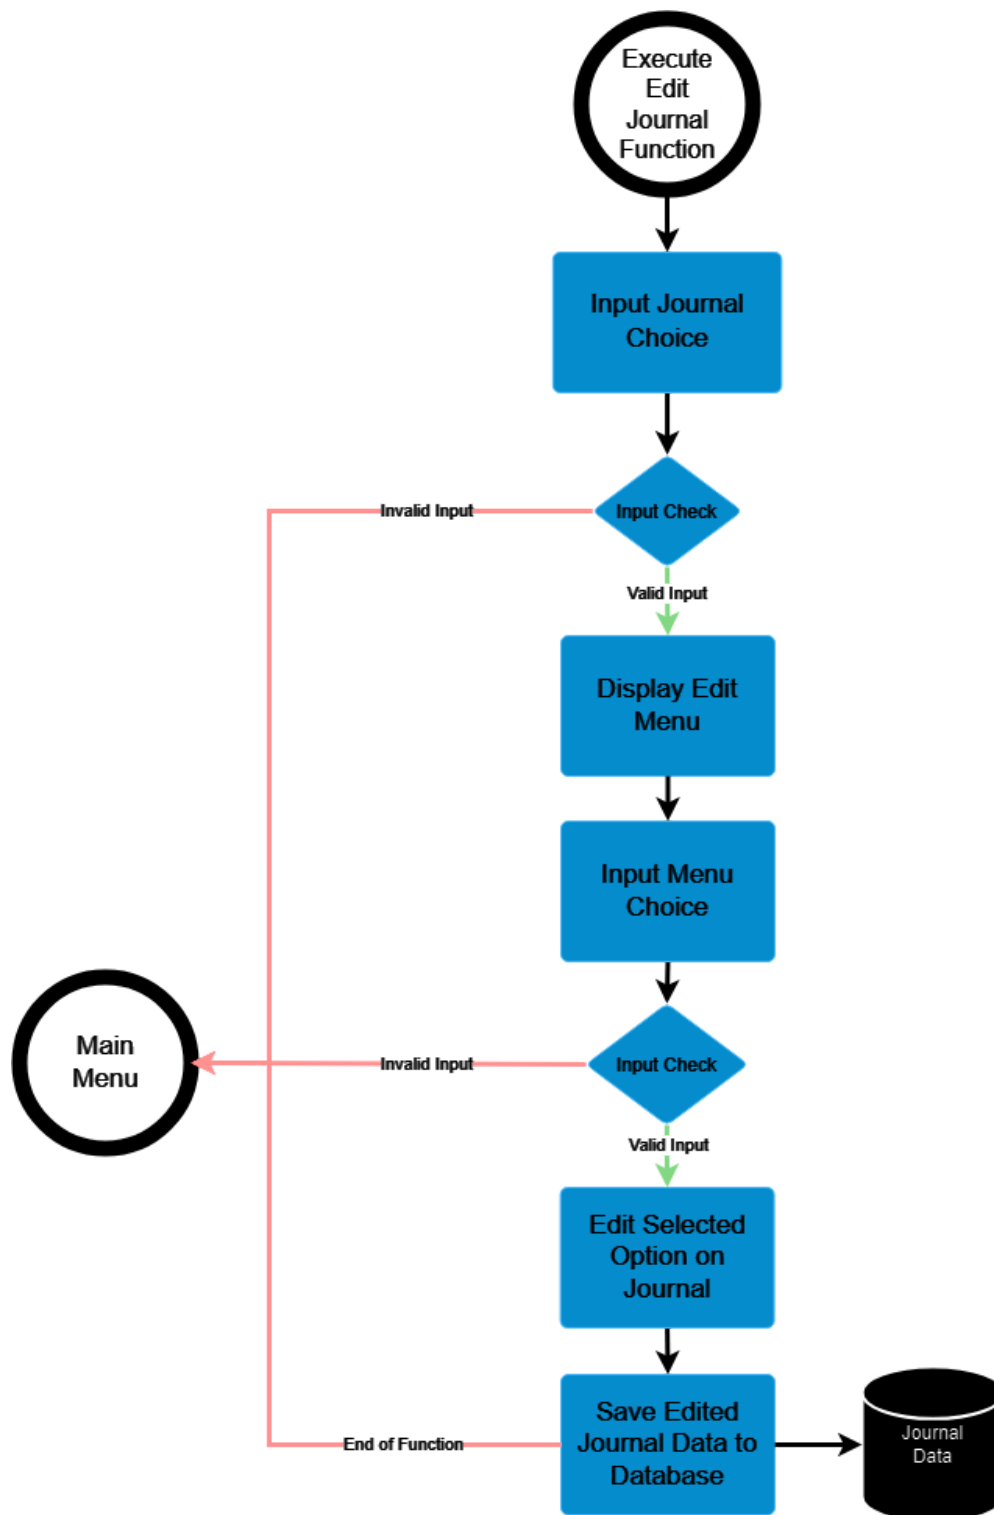 Execute
Edit
Journal
Function
Input Journal
Choice
Invalid Input
Input Check
Valid Input
Display Edit
Menu
Input Menu
Choice
Main
Menu
Invalid Input
Input Check
Valid Input
Edit Selected
Option on
Journal
End of Function
Save Edited
Journal Data to
Database
Journal
Data